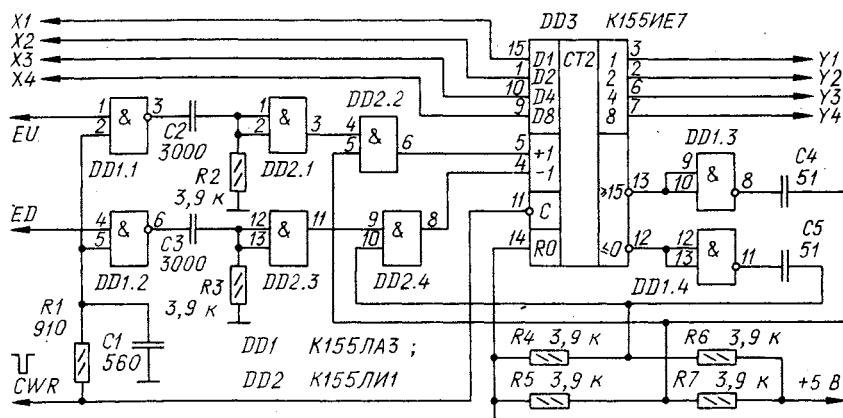 X1
X2
X3
X4
DD3 К155ИЕ7
15 D1 СТ2 1 3 Y1
1 D2 2 2 Y2
10 D4 4 6 Y3
9 D8 8 7 Y4
1 & 3
2
EU
DD1.1
C2
3000
R2
3,9 к
1 & 3
2
DD2.1
DD2.2
4 & 6
5
5 +1
4 -1
11 C
14 R0
≥15 13
≤0 12
9 & 8
10
DD1.3
C4
51
12 & 11
13
DD1.4
C5
51
ED
4 & 6
5
DD1.2
C3
3000
R3
3,9 к
12 & 11
13
DD2.3
9 & 8
10
DD2.4
R1
910
C1
560
DD1 К155ЛА3 ;
DD2 К155ЛИ1
CWR
R4 3,9 к
R6 3,9 к
R5 3,9 к
R7 3,9 к
+5 В